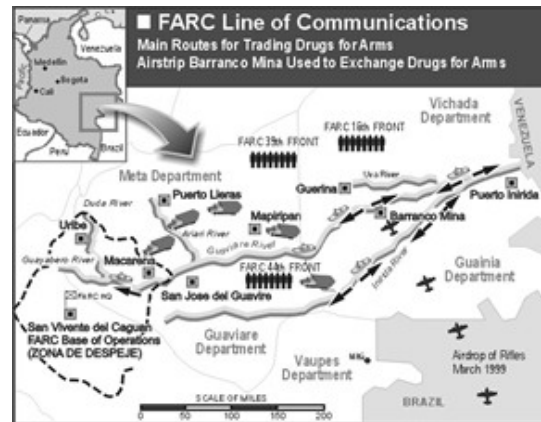 FARC Line of Communications
Main Routes for Trading Drugs for Arms
Airstrip Barranco Mina Used to Exchange Drugs for Arms
Panama
Venezuela
Medellin
Bogota
Cali
Pacific
Ecuador
Peru
Brazil
Vichada
Department
VENEZUELA
FARC 16th FRONT
FARC 39th FRONT
Meta Department
Puerto Lleras
Guerina
Uva River
Puerto Inirida
Duda River
Uribe
Ariari River
Mapiripan
Barranco Mina
Guayabero River
Macarena
Guaviare River
FARC 44th FRONT
Inirida River
Guainia
Department
FARC HQ
San Jose del Guavire
San Vivente del Caguan
FARC Base of Operations
(ZONA DE DESPEJE)
Guaviare
Department
Vaupes
Department
Airdrop of Rifles
March 1999
SCALE OF MILES
0 50 100 150 200
BRAZIL